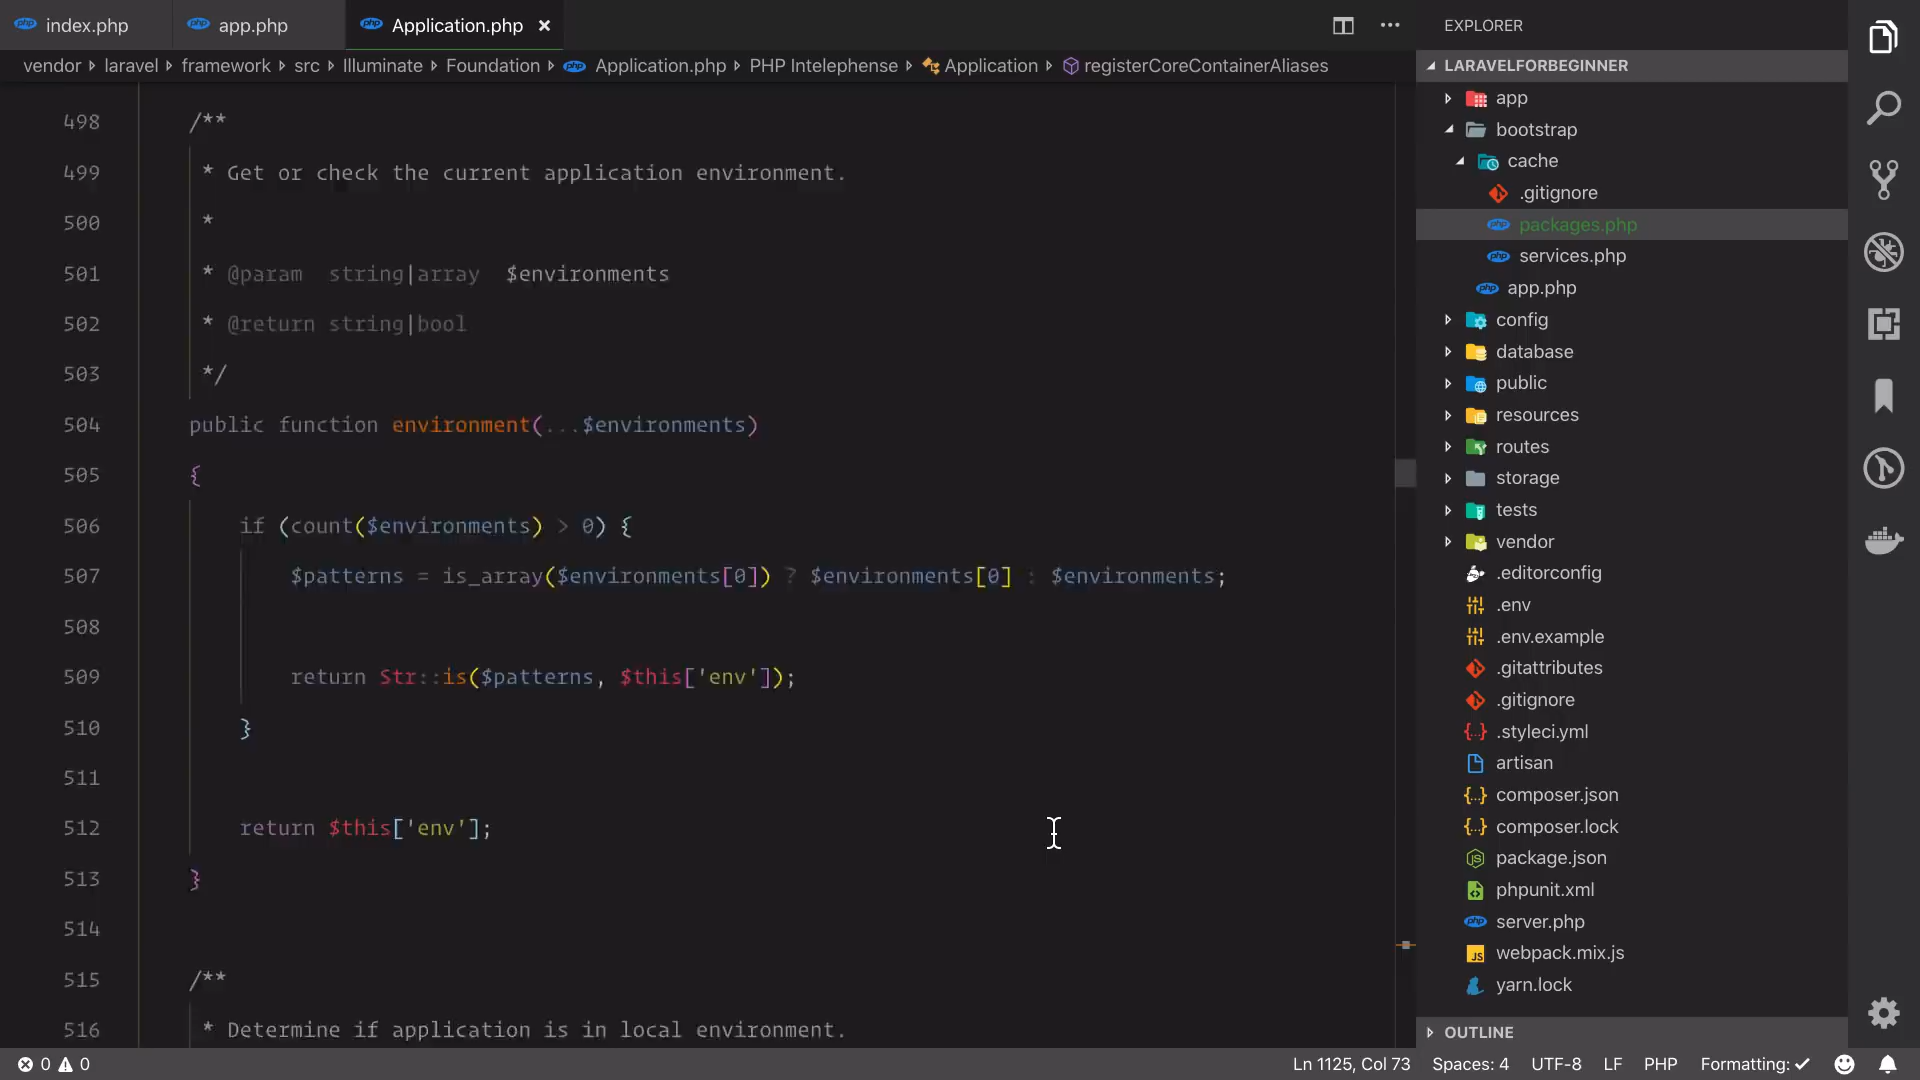 index.php app.php Application.php
EXPLORER
vendor laravel framework src Illuminate Foundation Application.php PHP Intelephense Application registerCoreContainerAliases
498 /**
499 * Get or check the current application environment.
500 *
501 * @param string|array $environments
502 * @return string|bool
503 */
504 public function environment(...$environments)
505 {
506 if (count($environments) > 0) {
507 $patterns = is_array($environments[0]) ? $environments[0] : $environments;
508
509 return Str::is($patterns, $this['env']);
510 }
511
512 return $this['env'];
513 }
514
515 /**
516 * Determine if application is in local environment.
LARAVELFORBEGINNER
app
bootstrap
cache
.gitignore
packages.php
services.php
app.php
config
database
public
resources
routes
storage
tests
vendor
.editorconfig
.env
.env.example
.gitattributes
.gitignore
.styleci.yml
artisan
composer.json
composer.lock
package.json
phpunit.xml
server.php
webpack.mix.js
yarn.lock
OUTLINE
0 0 Ln 1125, Col 73 Spaces: 4 UTF-8 LF PHP Formatting: ✓